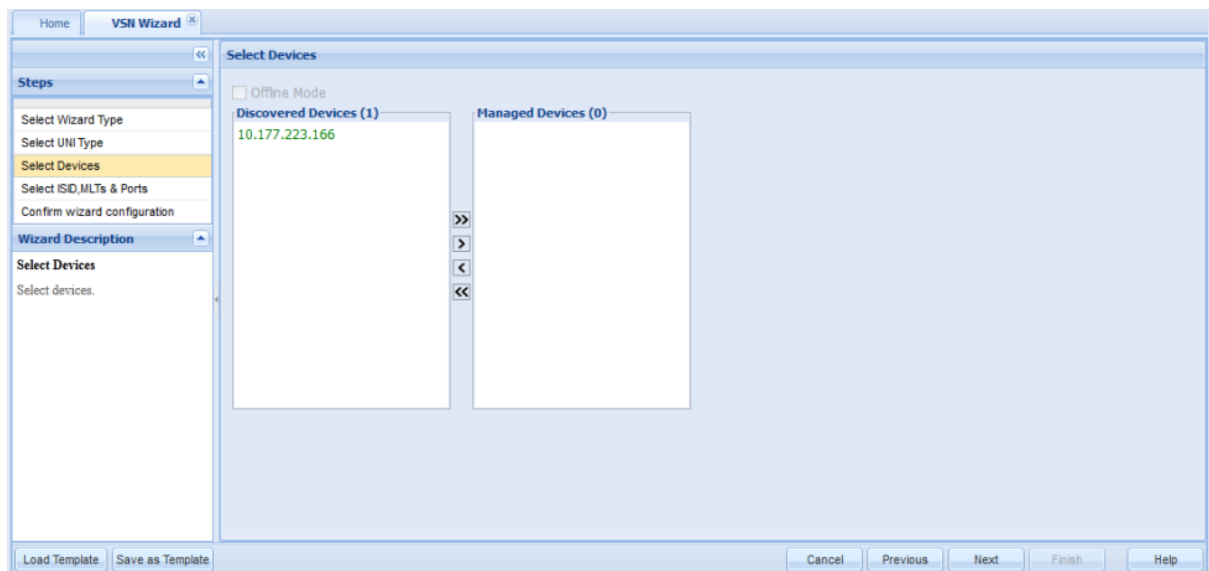 Home VSN Wizard
Select Devices
Steps
Offline Mode
Select Wizard Type
Select UNI Type
Select Devices
Select ISID,MLTs & Ports
Confirm wizard configuration
Wizard Description
Select Devices
Select devices.
Discovered Devices (1) Managed Devices (0)
10.177.223.166
Load Template Save as Template Cancel Previous Next Finish Help